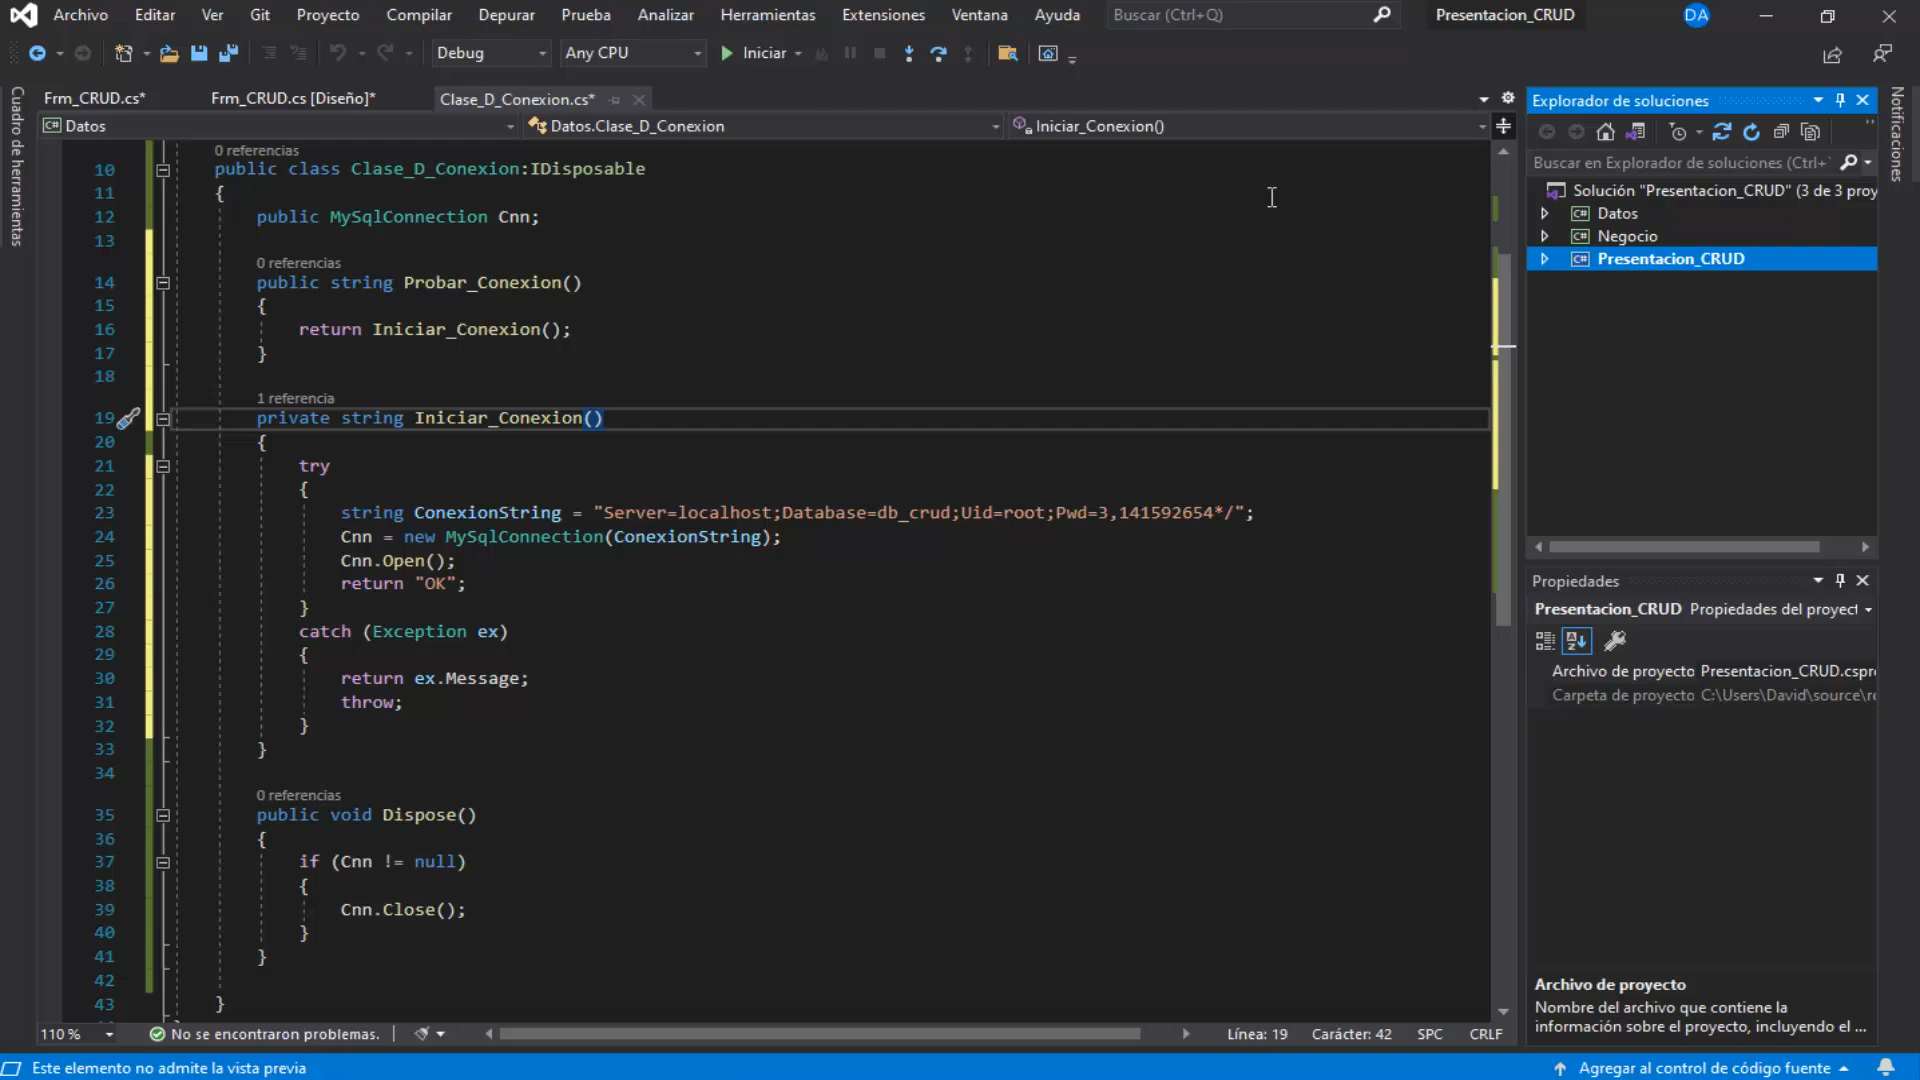 Archivo Editar Ver Git Proyecto Compilar Depurar Prueba Analizar Herramientas Extensiones Ventana Ayuda Buscar (Ctrl+Q) Presentacion_CRUD DA
Debug Any CPU Iniciar
Cuadro de herramientas
Frm_CRUD.cs* Frm_CRUD.cs [Diseño]* Clase_D_Conexion.cs*
C# Datos Datos.Clase_D_Conexion Iniciar_Conexion()
0 referencias
10 public class Clase_D_Conexion:IDisposable
11 {
12 public MySqlConnection Cnn;
13
0 referencias
14 public string Probar_Conexion()
15 {
16 return Iniciar_Conexion();
17 }
18
1 referencia
19 private string Iniciar_Conexion()
20 {
21 try
22 {
23 string ConexionString = "Server=localhost;Database=db_crud;Uid=root;Pwd=3,141592654*/";
24 Cnn = new MySqlConnection(ConexionString);
25 Cnn.Open();
26 return "OK";
27 }
28 catch (Exception ex)
29 {
30 return ex.Message;
31 throw;
32 }
33 }
34
0 referencias
35 public void Dispose()
36 {
37 if (Cnn != null)
38 {
39 Cnn.Close();
40 }
41 }
42
43 }
110 % No se encontraron problemas. Línea: 19 Carácter: 42 SPC CRLF
Explorador de soluciones
Buscar en Explorador de soluciones (Ctrl+
Solución "Presentacion_CRUD" (3 de 3 proy
C# Datos
C# Negocio
C# Presentacion_CRUD
Propiedades
Presentacion_CRUD Propiedades del proyect
Archivo de proyecto Presentacion_CRUD.cspr
Carpeta de proyecto C:\Users\David\source\re
Archivo de proyecto
Nombre del archivo que contiene la
información sobre el proyecto, incluyendo el ...
Notificaciones
Este elemento no admite la vista previa Agregar al control de código fuente